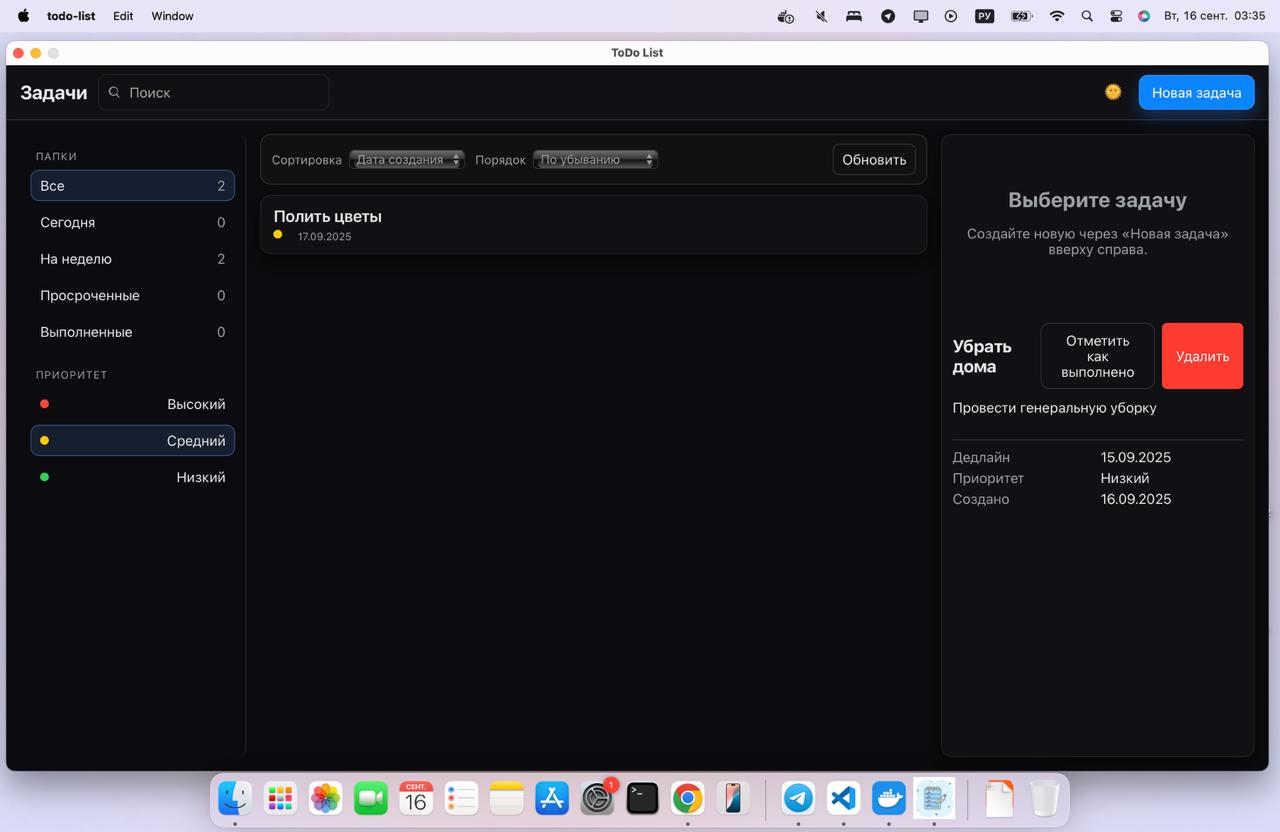 todo-list Edit Window РУ Вт, 16 сент. 03:35
ToDo List
Задачи Поиск Новая задача
ПАПКИ
Все 2
Сегодня 0
На неделю 2
Просроченные 0
Выполненные 0
ПРИОРИТЕТ
Высокий
Средний
Низкий
Сортировка Дата создания Порядок По убыванию Обновить
Полить цветы
17.09.2025
Выберите задачу
Создайте новую через «Новая задача»
вверху справа.
Убрать
дома
Отметить
как
выполнено
Удалить
Провести генеральную уборку
Дедлайн 15.09.2025
Приоритет Низкий
Создано 16.09.2025
СЕНТ.
16
1